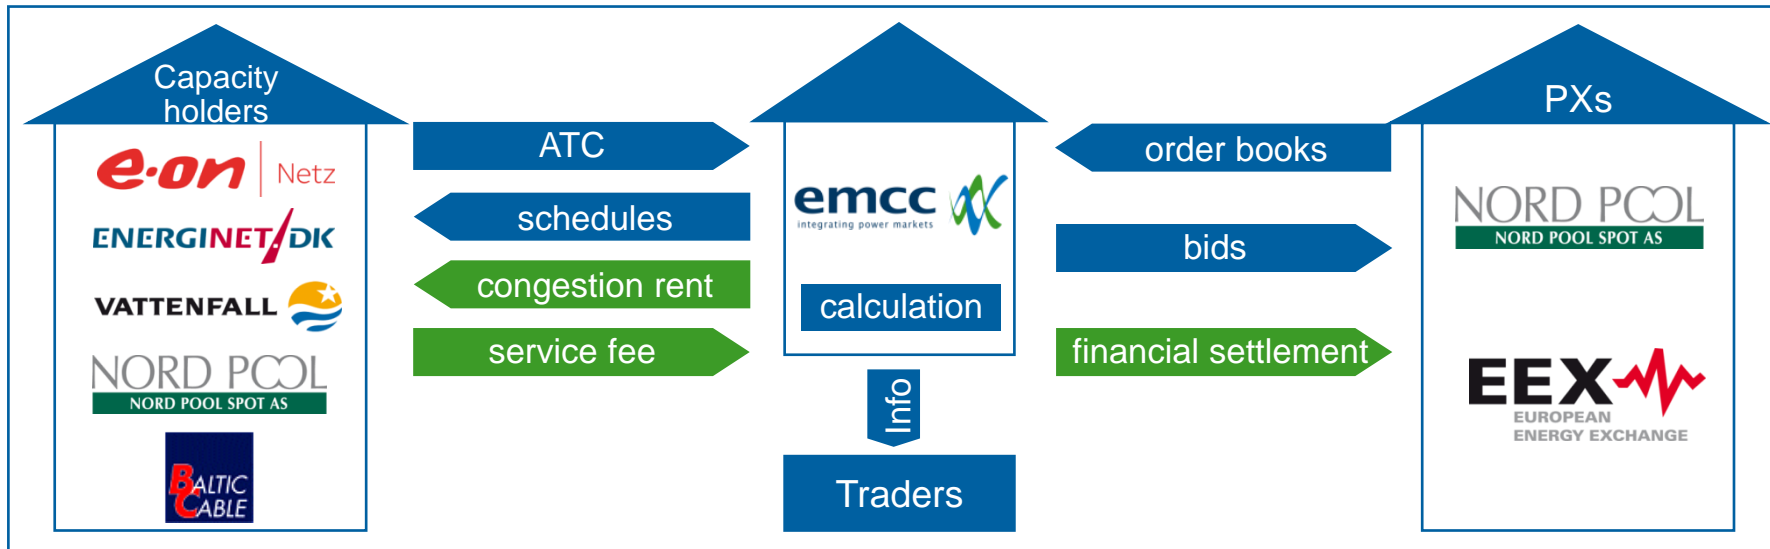 Capacity
holders
e·on | Netz
ENERGINET/DK
VATTENFALL
NORD POOL
NORD POOL SPOT AS
BALTIC
CABLE
ATC
schedules
congestion rent
service fee
emcc
integrating power markets
calculation
Info
Traders
order books
bids
financial settlement
PXs
NORD POOL
NORD POOL SPOT AS
EEX
EUROPEAN
ENERGY EXCHANGE